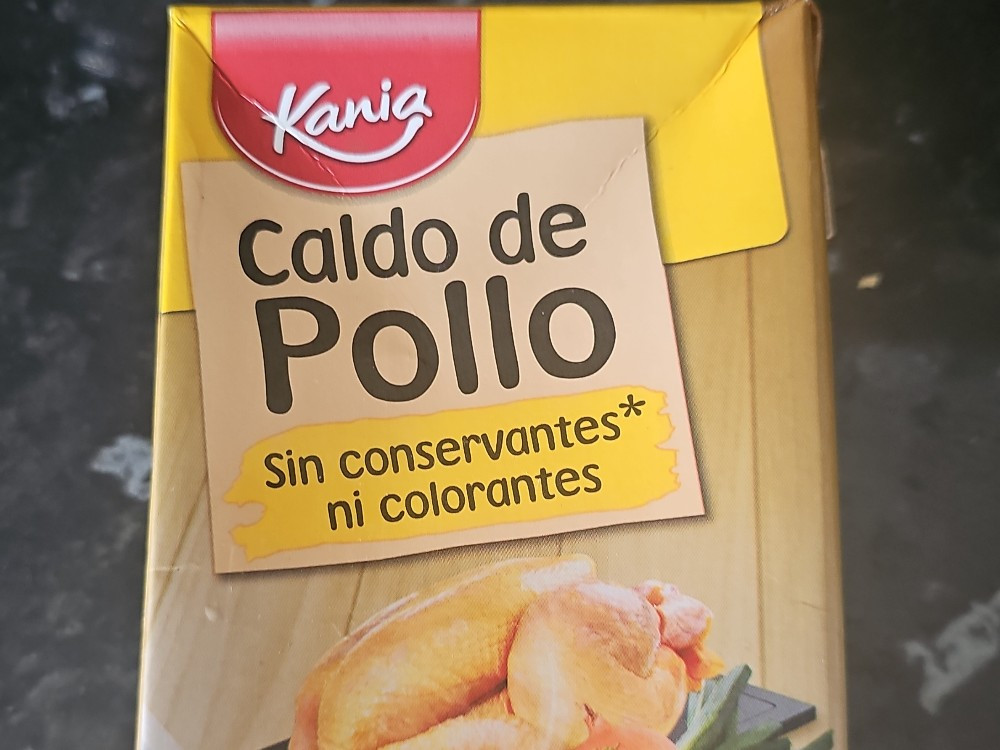 Kania
Caldo de
Pollo
Sin conservantes*
ni colorantes